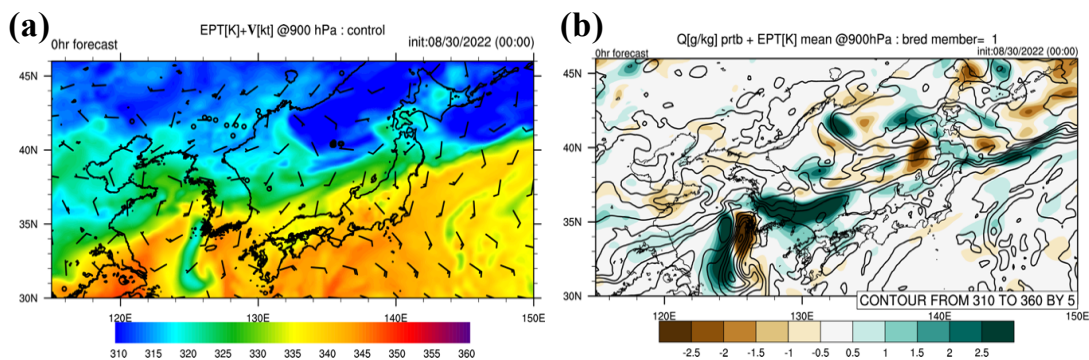 (a)
EPT[K]+V[kt] @900 hPa : control
0hr forecast
init:08/30/2022 (00:00)
45N
40N
35N
30N
120E
130E
140E
150E
310 315 320 325 330 335 340 345 350 355 360
(b)
Q[g/kg] prtb + EPT[K] mean @900hPa : bred member= 1
0hr forecast
init:08/30/2022 (00:00)
45N
40N
35N
30N
CONTOUR FROM 310 TO 360 BY 5
120E
130E
140E
150E
-2.5 -2 -1.5 -1 -0.5 0.5 1 1.5 2 2.5